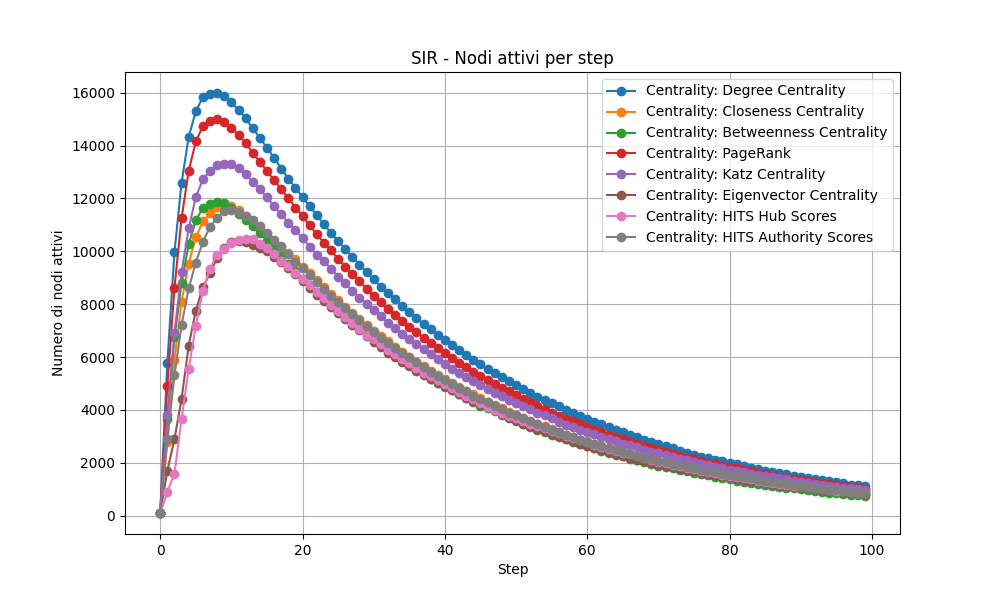 SIR - Nodi attivi per step
Numero di nodi attivi
16000
14000
12000
10000
8000
6000
4000
2000
0
Centrality: Degree Centrality
Centrality: Closeness Centrality
Centrality: Betweenness Centrality
Centrality: PageRank
Centrality: Katz Centrality
Centrality: Eigenvector Centrality
Centrality: HITS Hub Scores
Centrality: HITS Authority Scores
0 20 40 60 80 100
Step